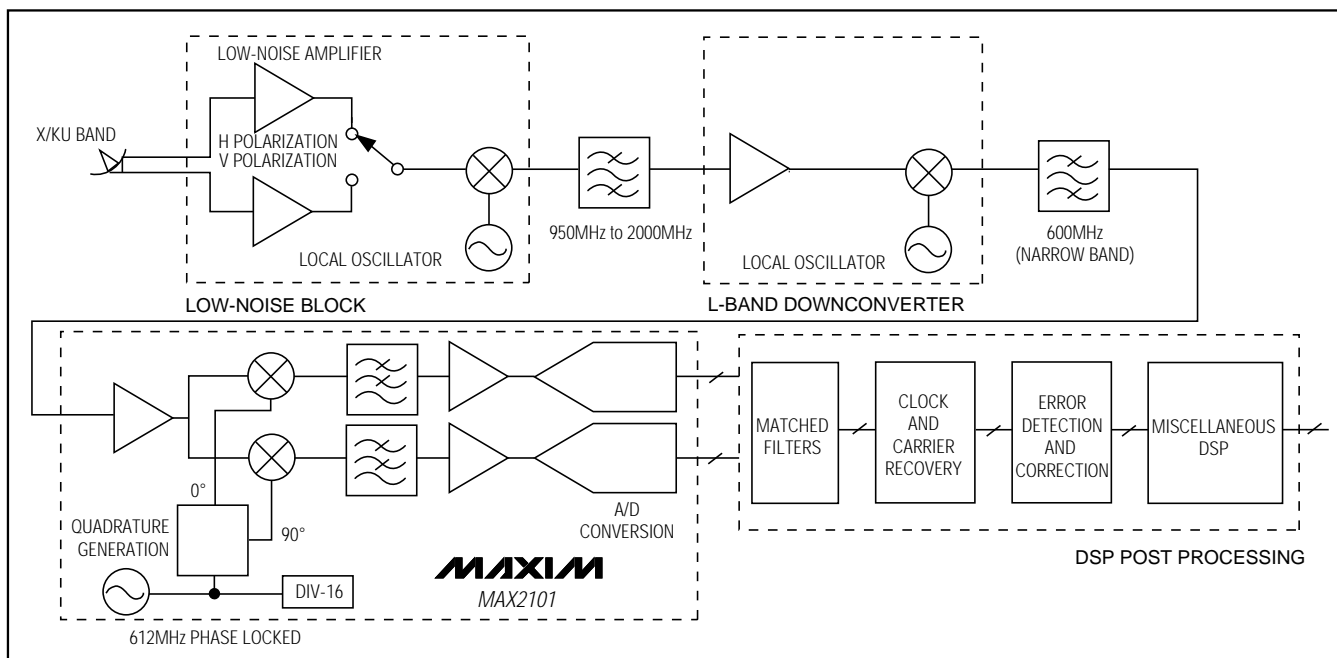 LOW-NOISE AMPLIFIER
X/KU BAND
H POLARIZATION
V POLARIZATION
LOCAL OSCILLATOR
LOW-NOISE BLOCK
950MHz to 2000MHz
LOCAL OSCILLATOR
L-BAND DOWNCONVERTER
600MHz
(NARROW BAND)
0°
90°
QUADRATURE
GENERATION
DIV-16
612MHz PHASE LOCKED
MAXIM
MAX2101
A/D
CONVERSION
MATCHED
FILTERS
CLOCK
AND
CARRIER
RECOVERY
ERROR
DETECTION
AND
CORRECTION
MISCELLANEOUS
DSP
DSP POST PROCESSING